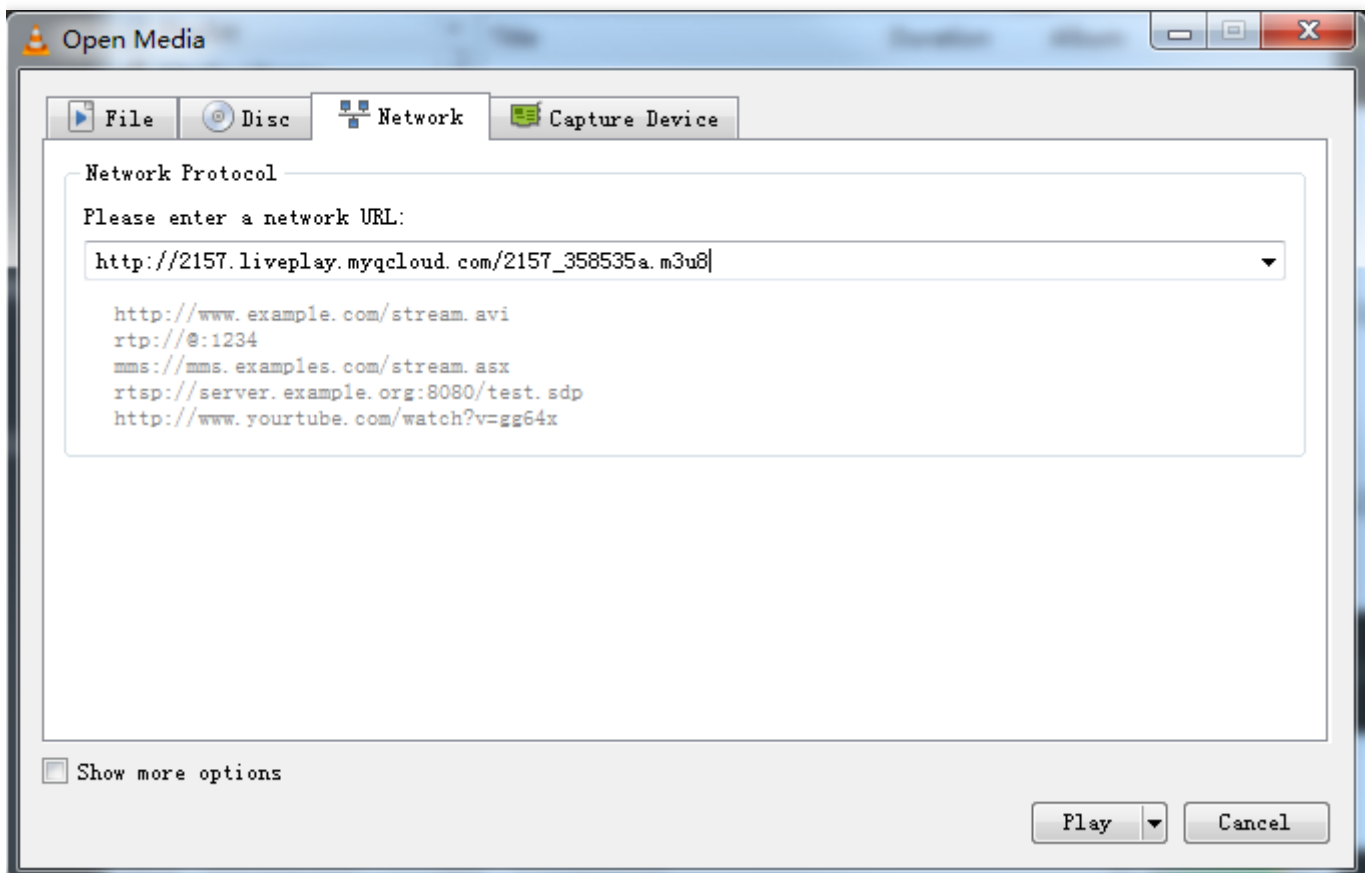 Open Media
File Disc Network Capture Device
Network Protocol
Please enter a network URL:
http://2157.liveplay.myqcloud.com/2157_358535a.m3u8
http://www.example.com/stream.avi
rtp://@:1234
mms://mms.examples.com/stream.asx
rtsp://server.example.org:8080/test.sdp
http://www.yourtube.com/watch?v=gg64x
Show more options
Play Cancel